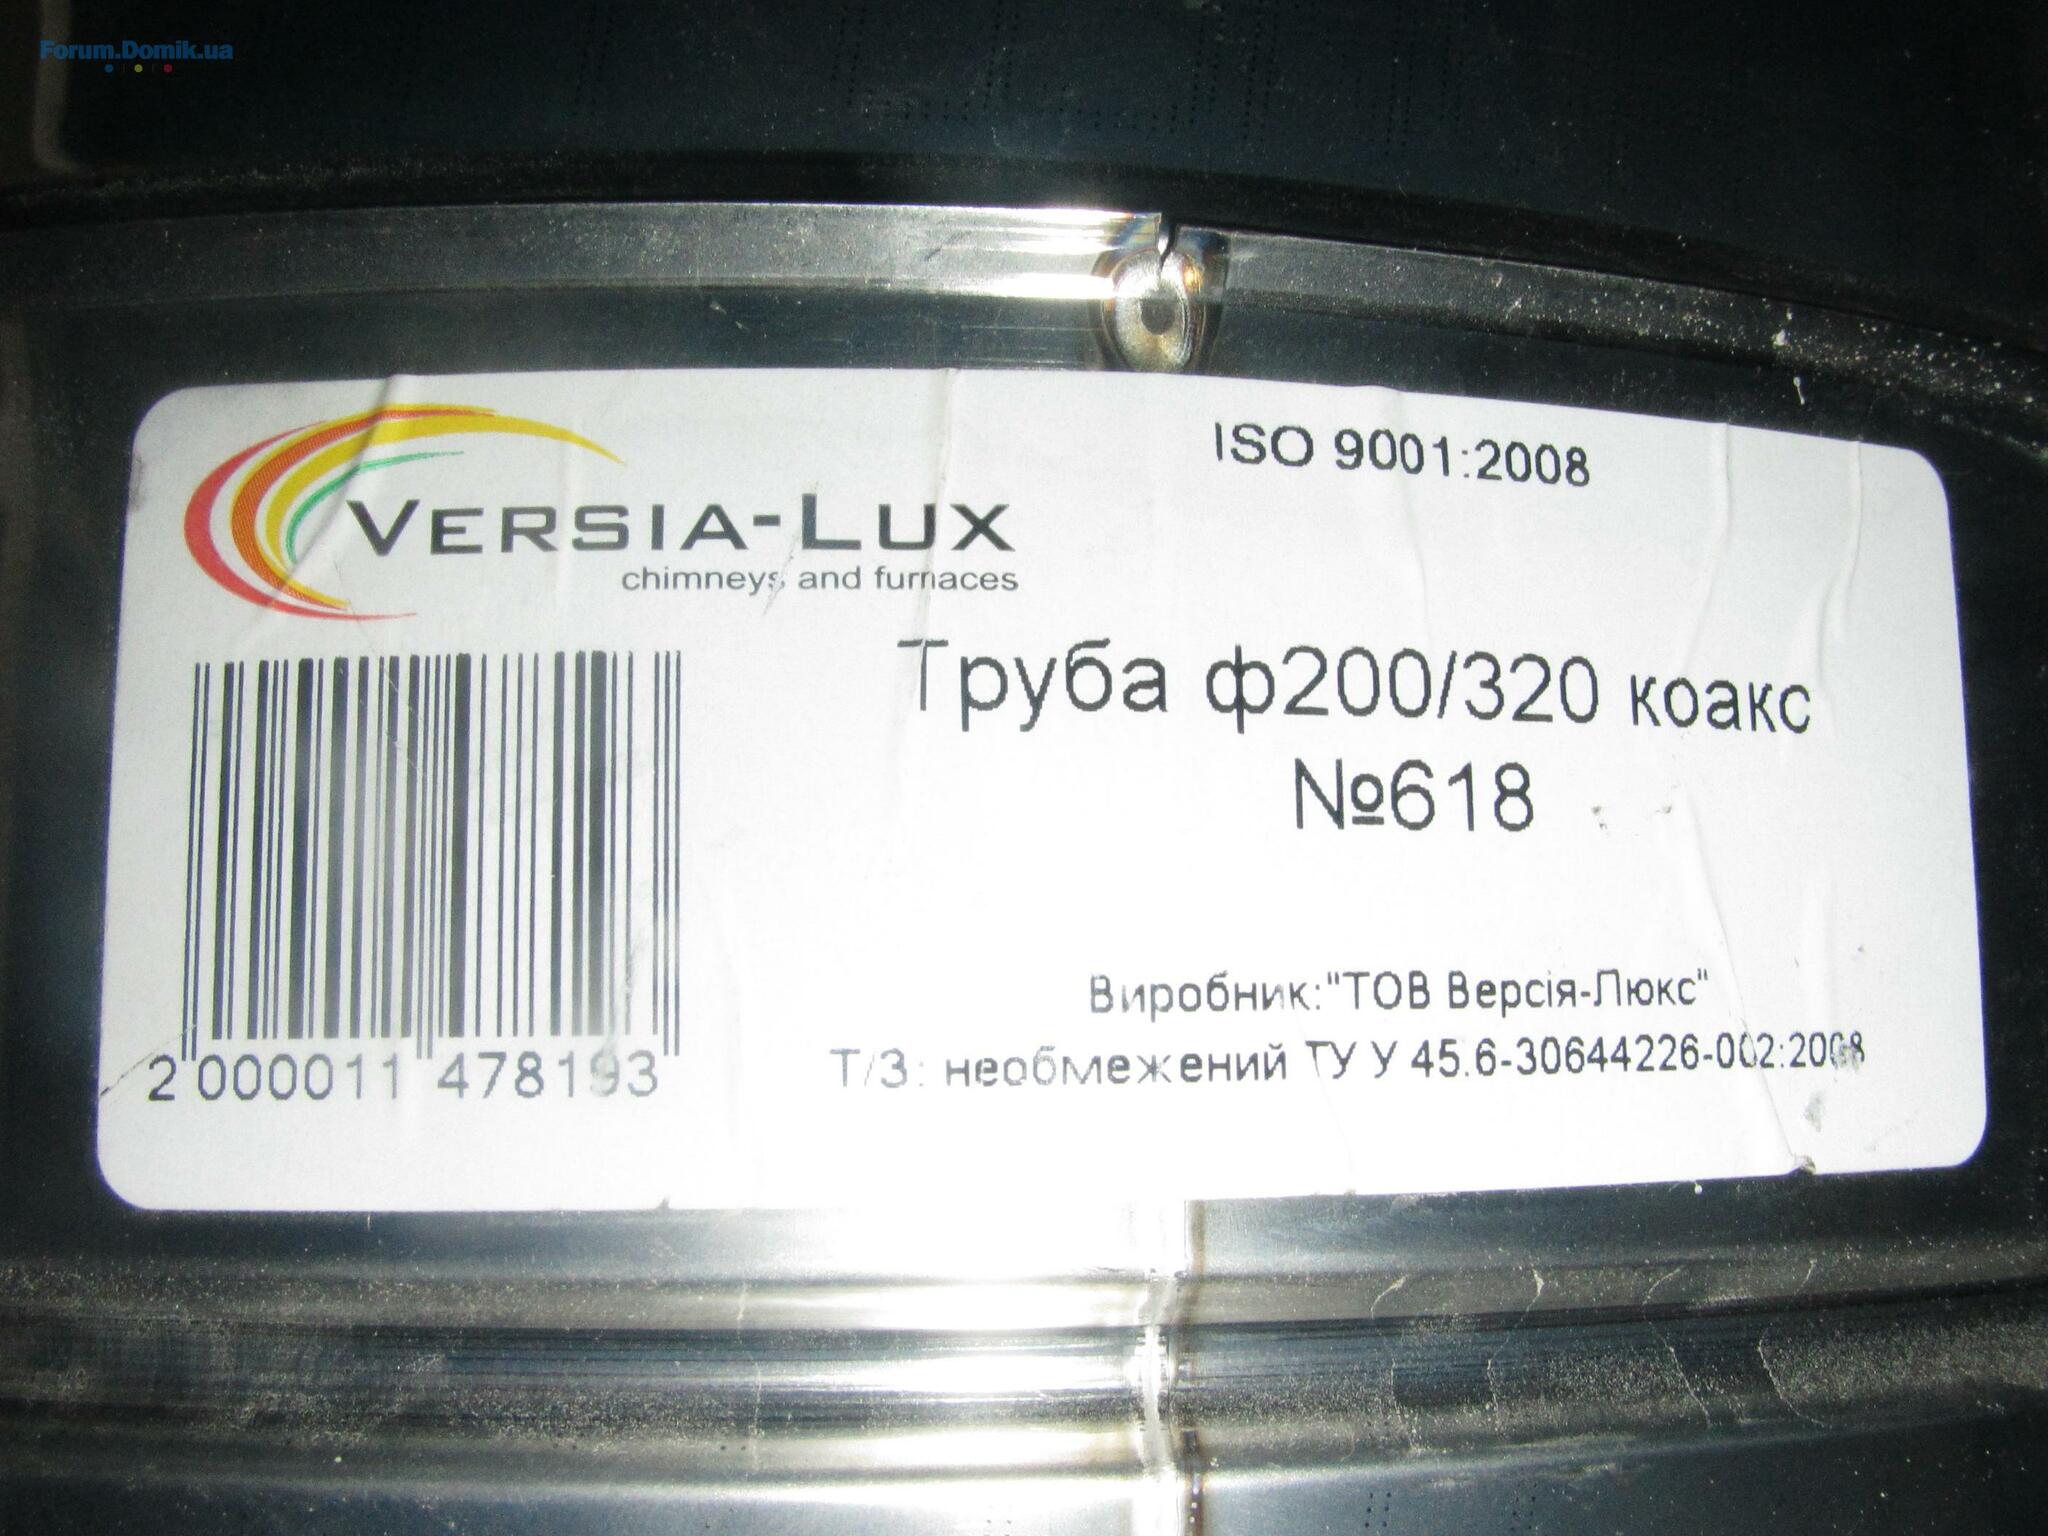 Forum.Domik.ua
ISO 9001:2008
VERSIA-LUX
chimneys and furnaces
Труба ф200/320 коакс
№618
Виробник:"ТОВ Версія-Люкс"
Т/З: необмежений ТУ У 45.6-30644226-002:2008
2 000011 478193